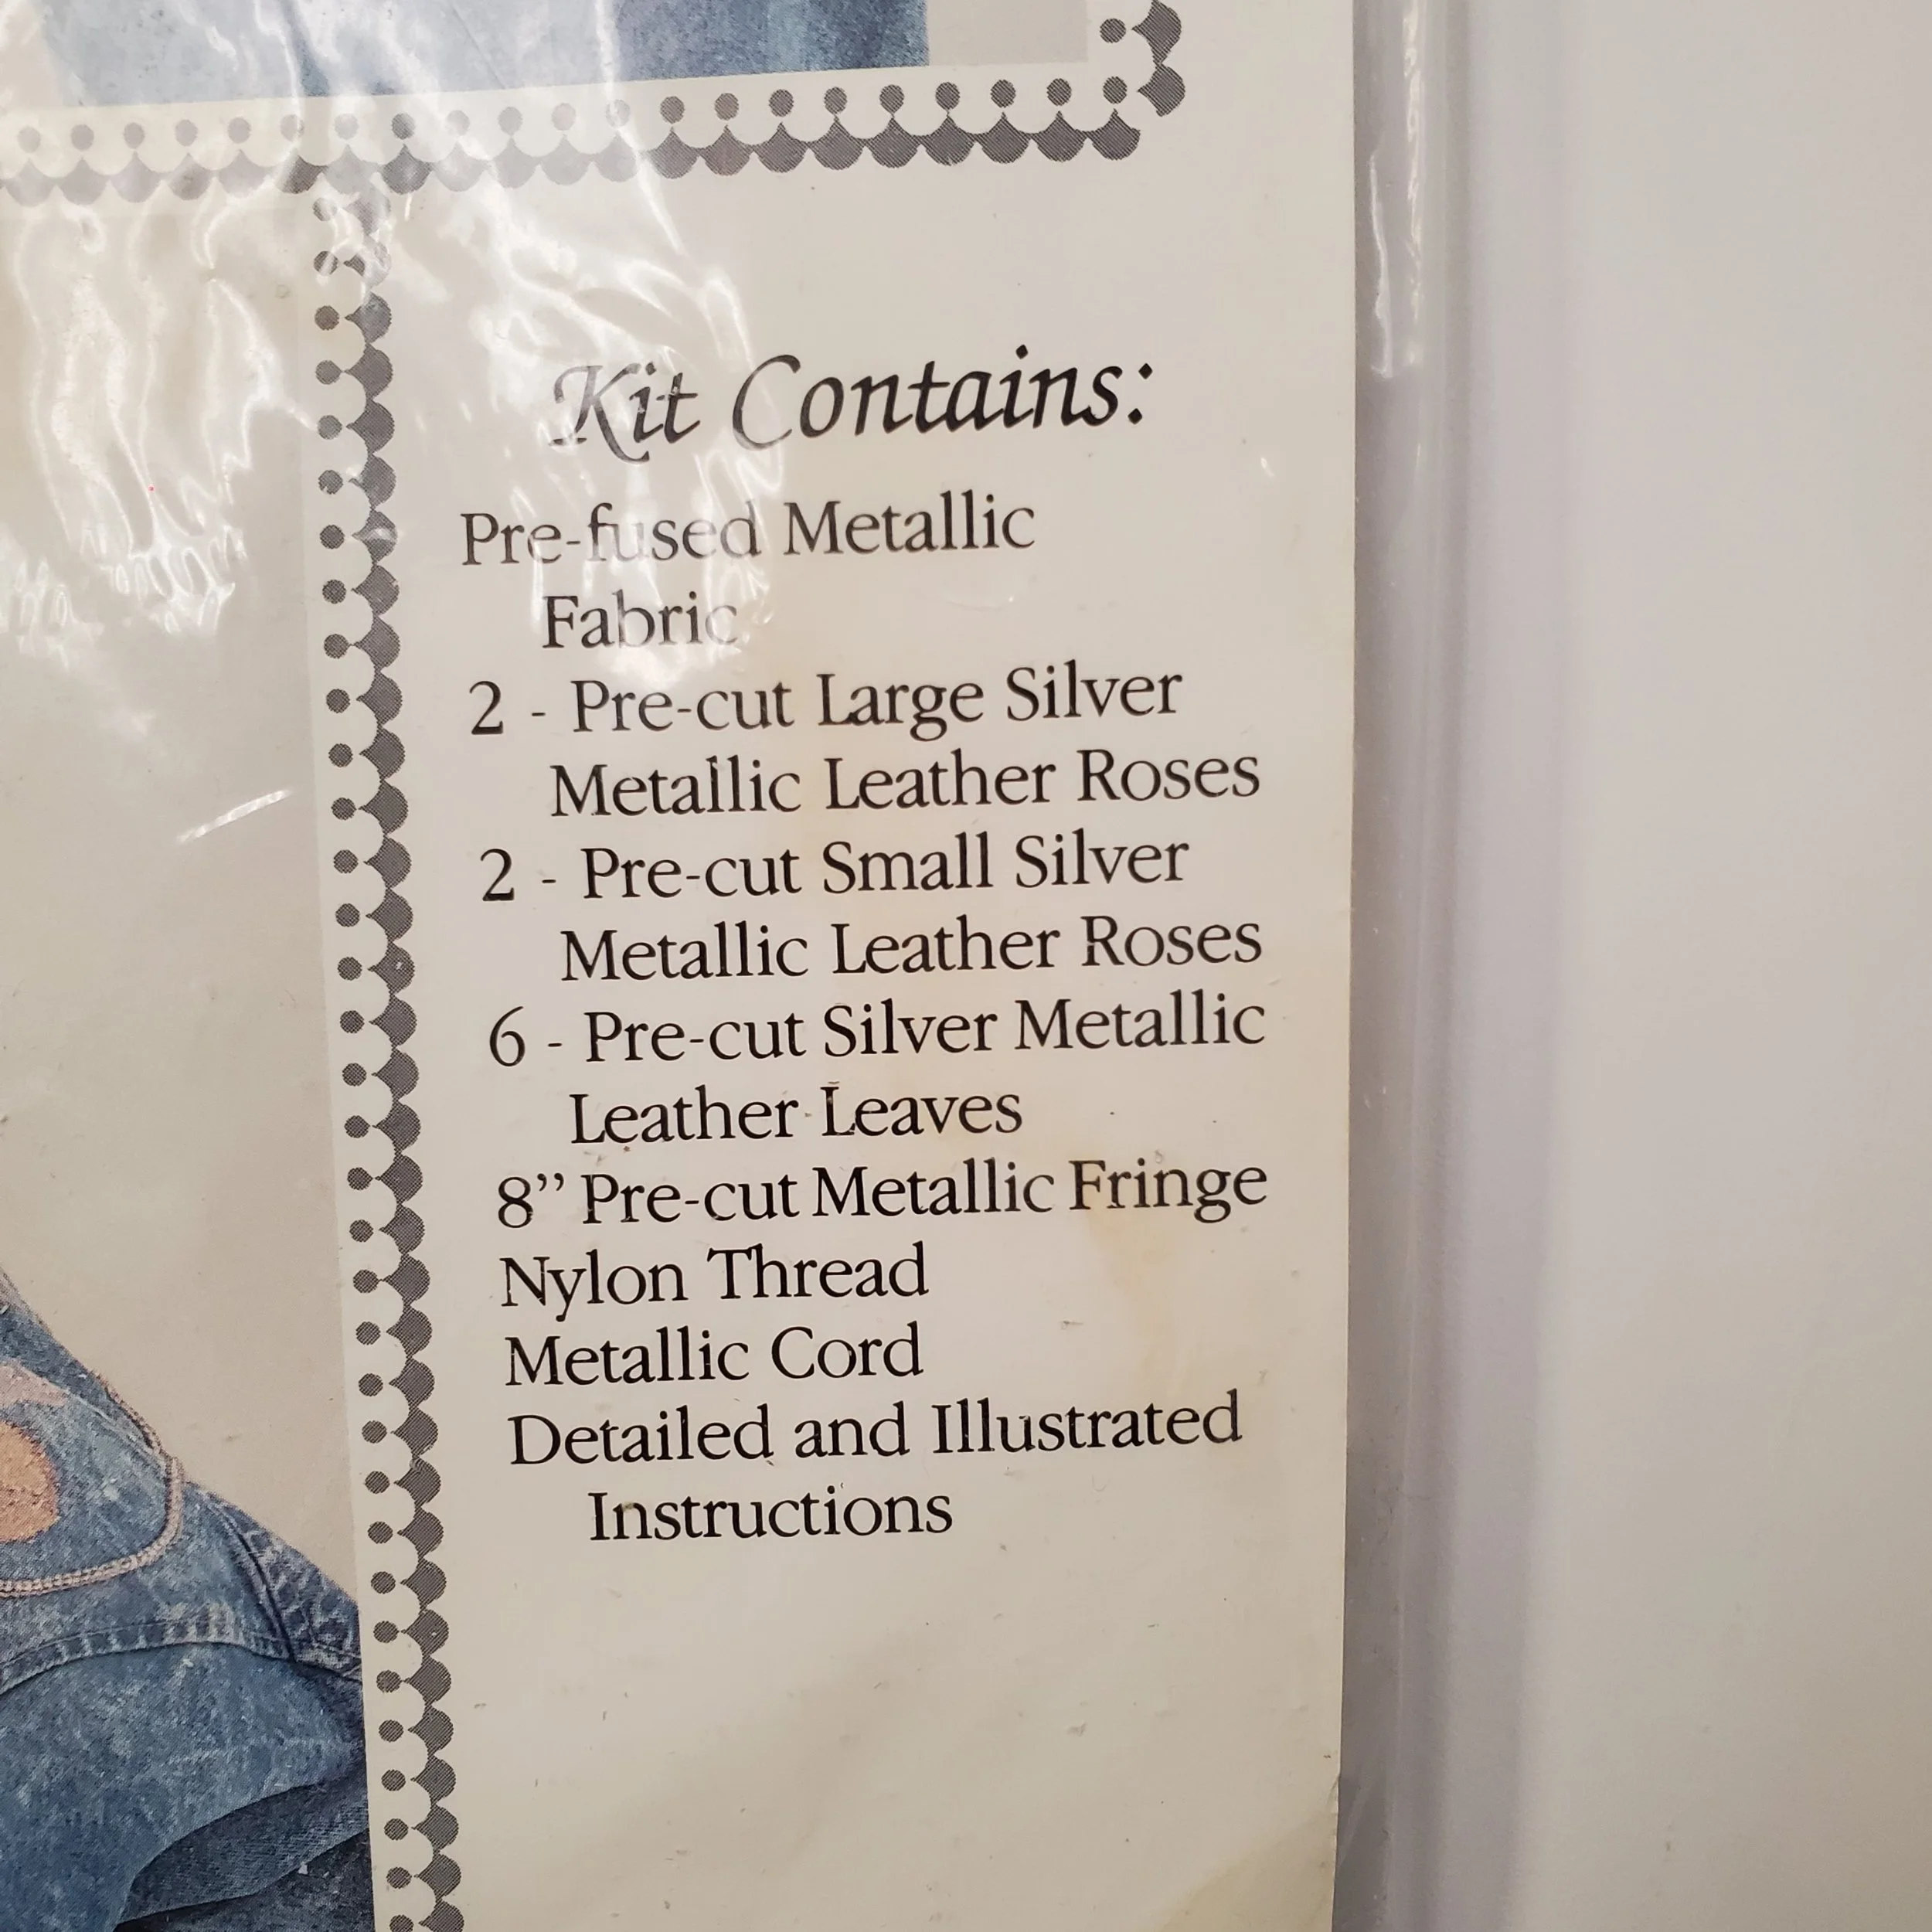 Kit Contains:
Pre-fused Metallic
Fabric
2 - Pre-cut Large Silver
Metallic Leather Roses
2 - Pre-cut Small Silver
Metallic Leather Roses
6 - Pre-cut Silver Metallic
Leather Leaves
8” Pre-cut Metallic Fringe
Nylon Thread
Metallic Cord
Detailed and Illustrated
Instructions